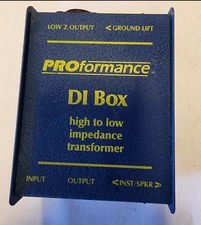 LOW Z OUTPUT <GROUND LIFT
PROformance
DI Box
high to low
impedance
transformer
INPUT OUTPUT <INST/SPKR>